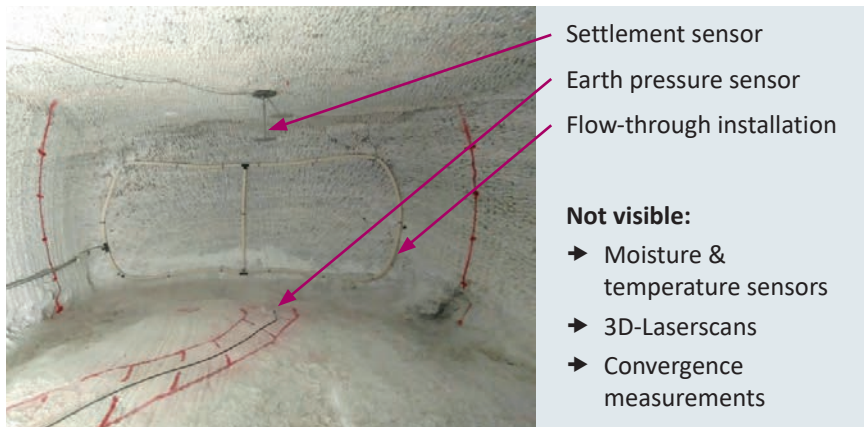 Settlement sensor
Earth pressure sensor
Flow-through installation
Not visible:
➔ Moisture &
temperature sensors
➔ 3D-Laserscans
➔ Convergence
measurements